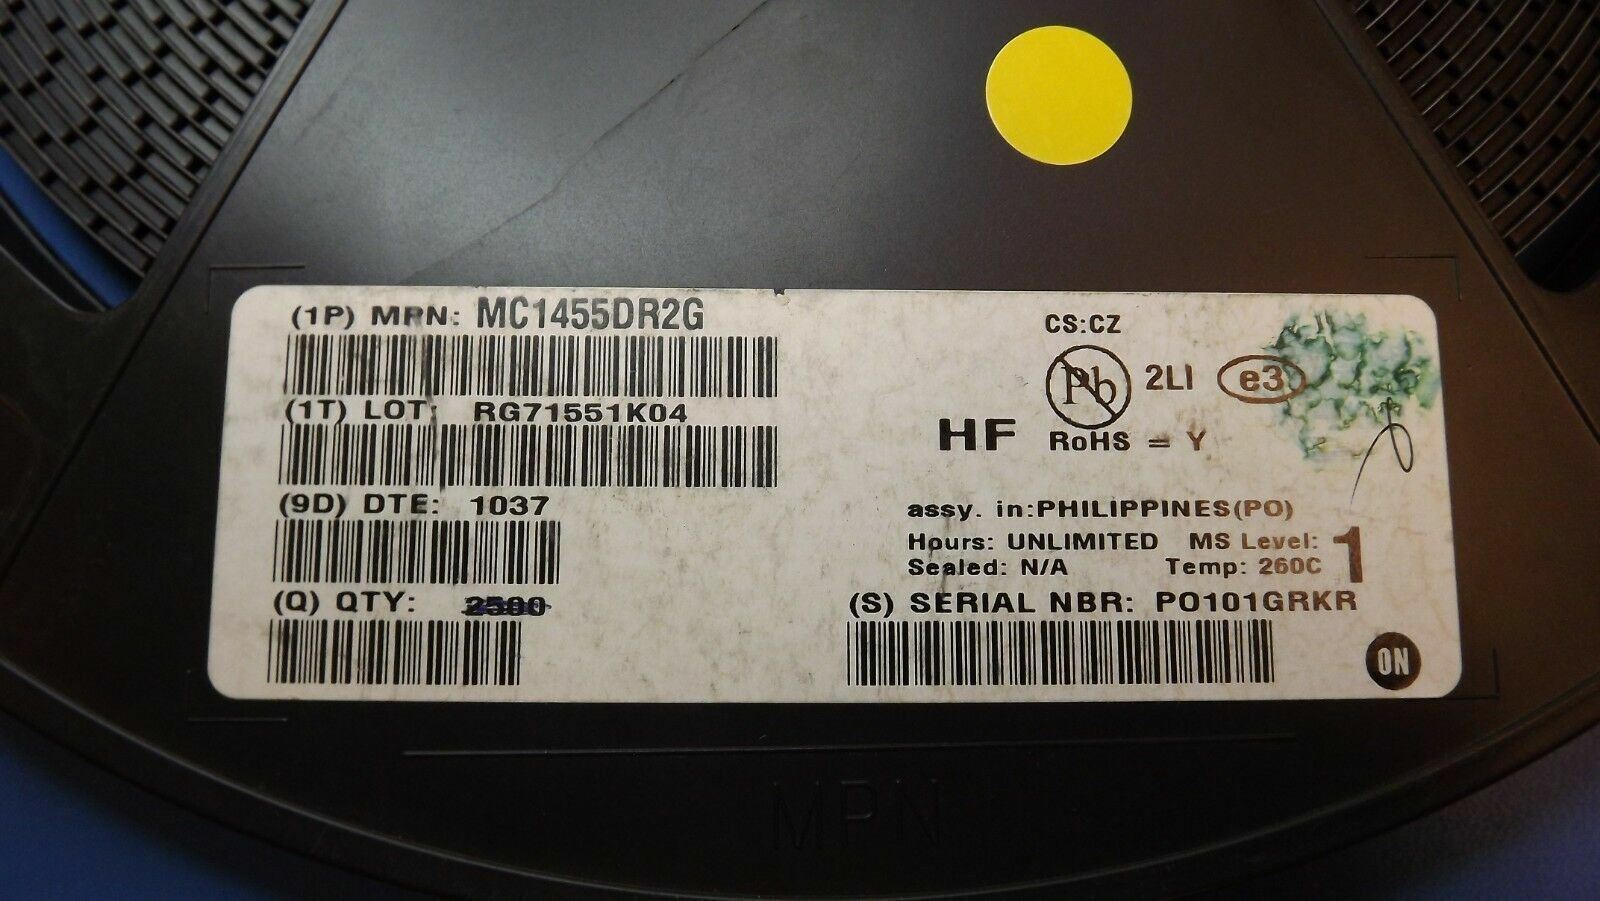 (1P) MPN: MC1455DR2G
(1T) LOT: RG71551K04
(9D) DTE: 1037
(Q) QTY: 2500
CS:CZ
Pb 2LI e3
HF RoHS = Y
assy. in:PHILIPPINES(PO)
Hours: UNLIMITED MS Level: 1
Sealed: N/A Temp: 260C
(S) SERIAL NBR: PO101GRKR
ON
MPN